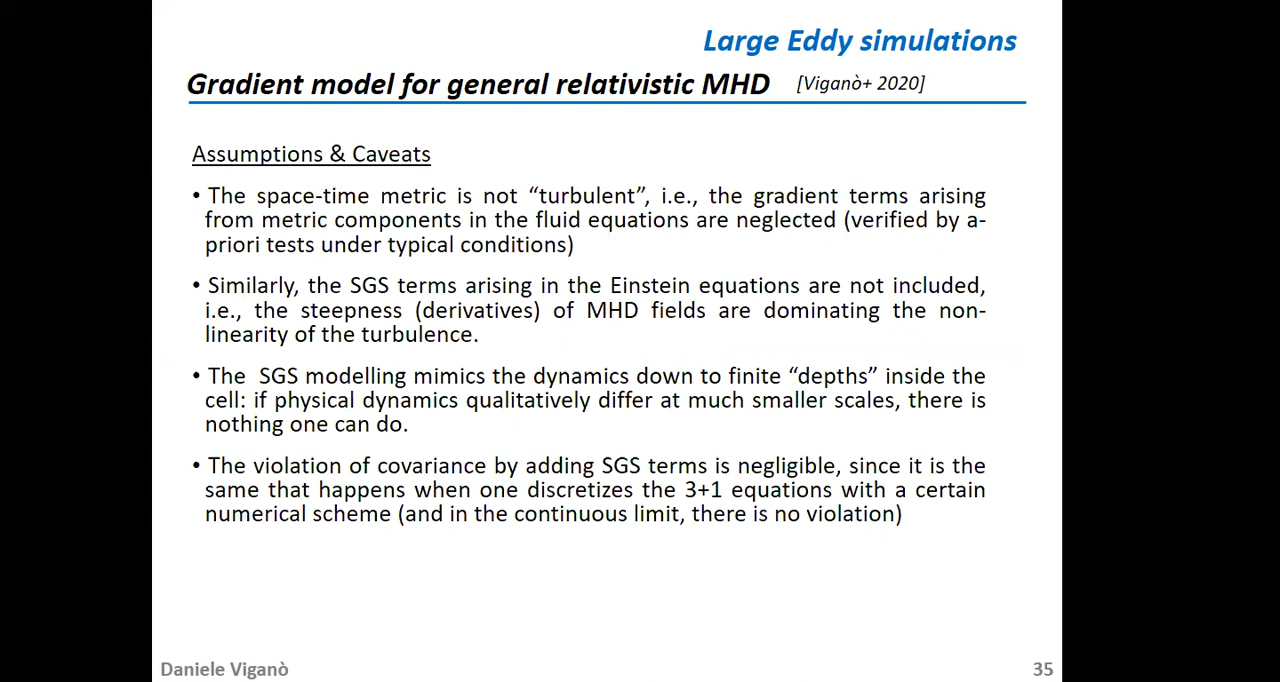 Large Eddy simulations
Gradient model for general relativistic MHD [Viganò+ 2020]
Assumptions & Caveats
• The space-time metric is not “turbulent”, i.e., the gradient terms arising
from metric components in the fluid equations are neglected (verified by a-
priori tests under typical conditions)
• Similarly, the SGS terms arising in the Einstein equations are not included,
i.e., the steepness (derivatives) of MHD fields are dominating the non-
linearity of the turbulence.
• The SGS modelling mimics the dynamics down to finite “depths” inside the
cell: if physical dynamics qualitatively differ at much smaller scales, there is
nothing one can do.
• The violation of covariance by adding SGS terms is negligible, since it is the
same that happens when one discretizes the 3+1 equations with a certain
numerical scheme (and in the continuous limit, there is no violation)
Daniele Viganò 35